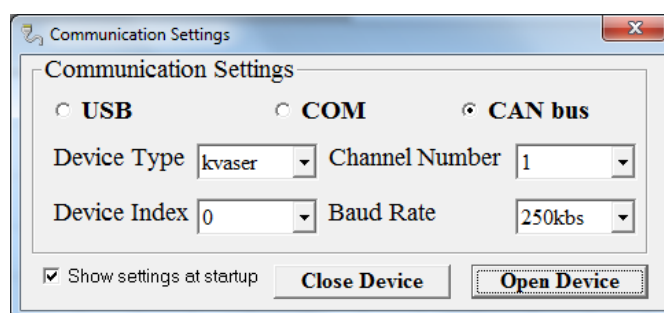 Communication Settings
X
Communication Settings
USB COM CAN bus
Device Type kvaser Channel Number 1
Device Index 0 Baud Rate 250kbs
Show settings at startup Close Device Open Device